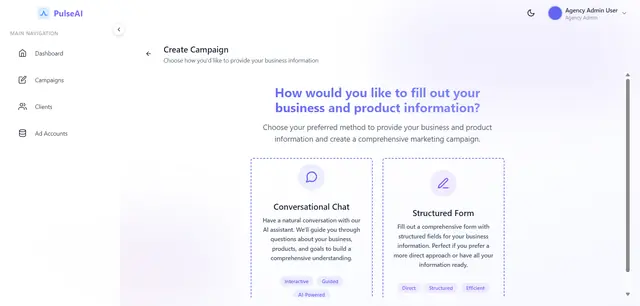 PulseAI
MAIN NAVIGATION
Dashboard
Campaigns
Clients
Ad Accounts
Agency Admin User
Agency Admin
Create Campaign
Choose how you'd like to provide your business information
How would you like to fill out your
business and product information?
Choose your preferred method to provide your business and product
information and create a comprehensive marketing campaign.
Conversational Chat
Have a natural conversation with our
AI assistant. We'll guide you through
questions about your business,
products, and goals to build a
comprehensive understanding.
Interactive
Guided
AI-Powered
Structured Form
Fill out a comprehensive form with
structured fields for your business
information. Perfect if you prefer
a more direct approach or have all your
information ready.
Direct
Structured
Efficient